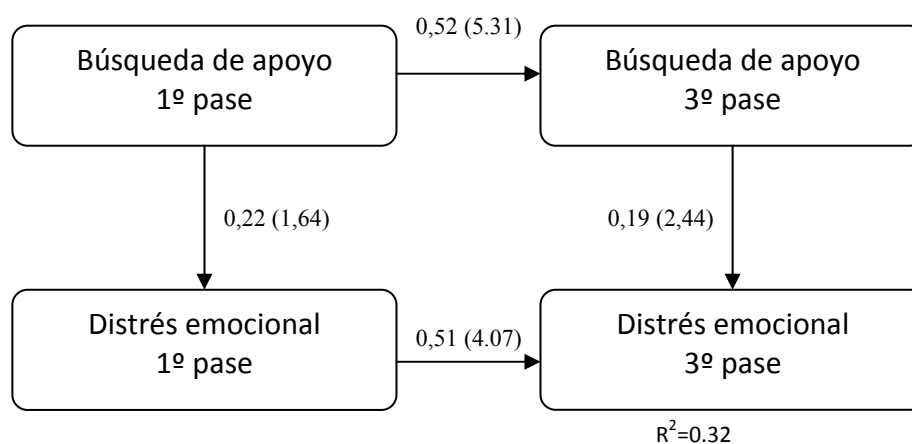 0,52 (5.31)
Búsqueda de apoyo
1º pase
Búsqueda de apoyo
3º pase
0,22 (1,64)
0,19 (2,44)
Distrés emocional
1º pase
0,51 (4.07)
Distrés emocional
3º pase
R²=0.32